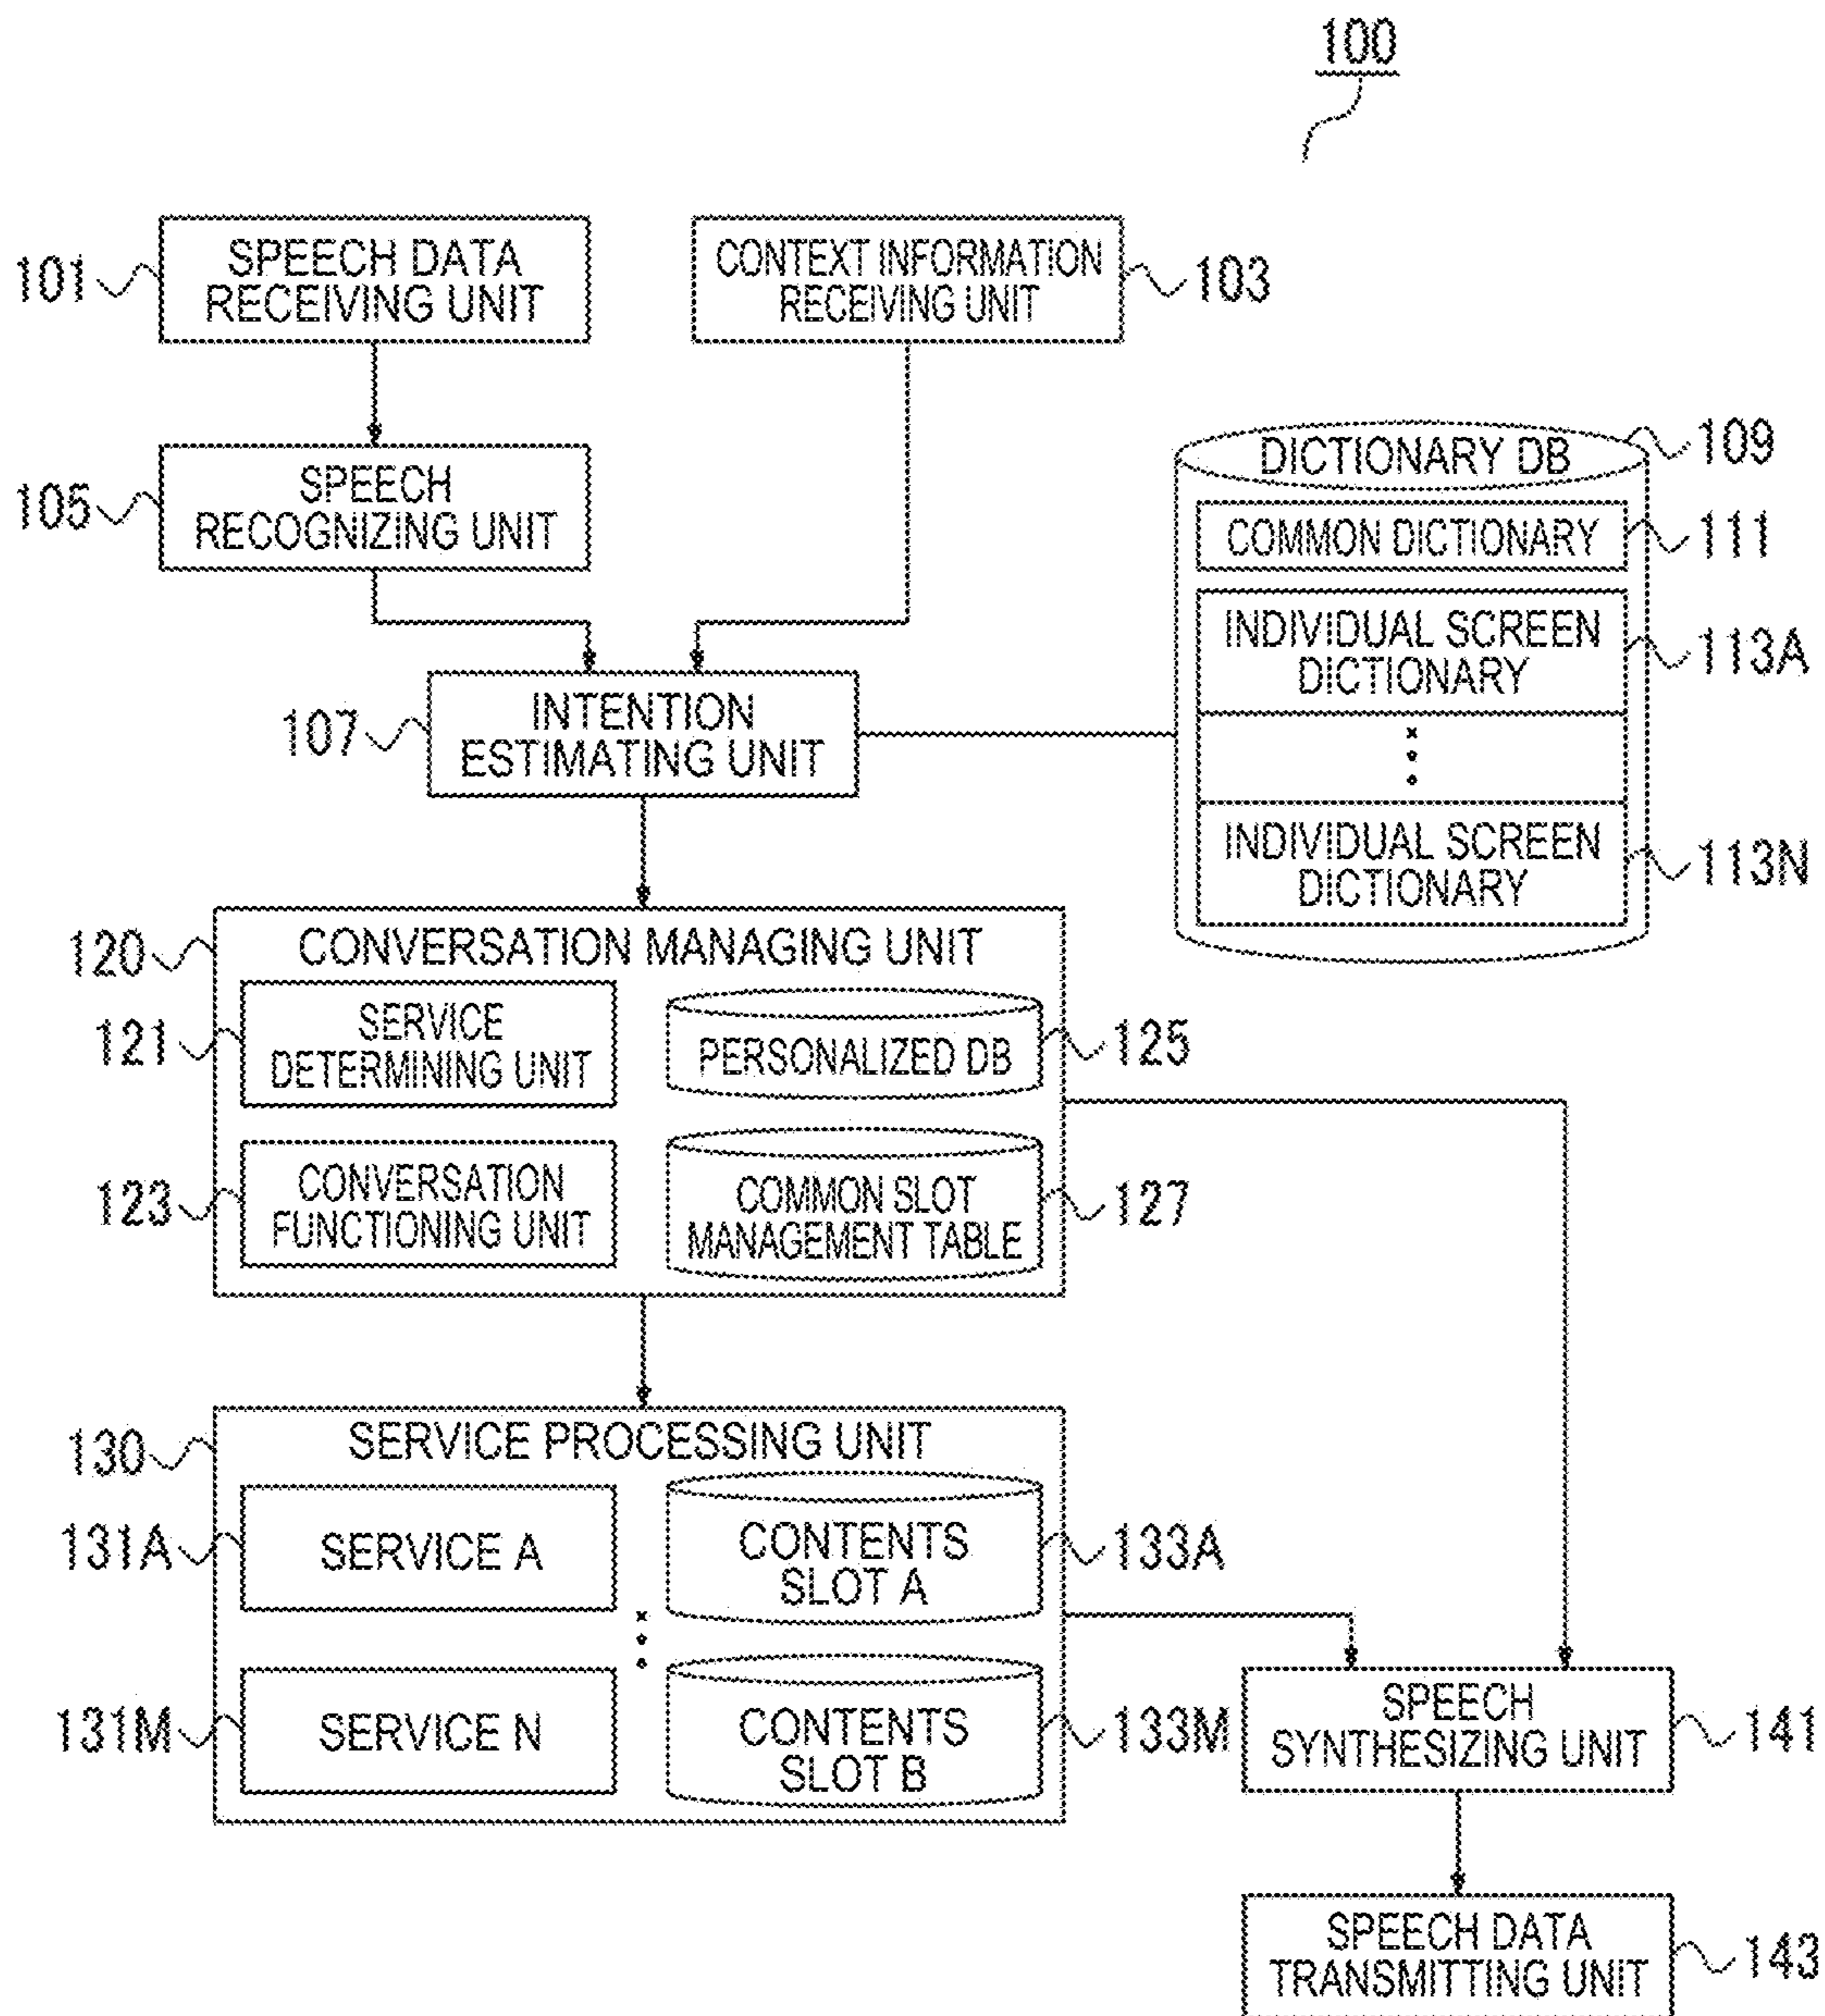 100
101
SPEECH DATA
RECEIVING UNIT
CONTEXT INFORMATION
RECEIVING UNIT
103
105
SPEECH
RECOGNIZING UNIT
DICTIONARY DB
109
COMMON DICTIONARY
111
INDIVIDUAL SCREEN
DICTIONARY
113A
107
INTENTION
ESTIMATING UNIT
INDIVIDUAL SCREEN
DICTIONARY
113N
120
CONVERSATION MANAGING UNIT
121
SERVICE
DETERMINING UNIT
PERSONALIZED DB
125
123
CONVERSATION
FUNCTIONING UNIT
COMMON SLOT
MANAGEMENT TABLE
127
130
SERVICE PROCESSING UNIT
131A
SERVICE A
CONTENTS
SLOT A
133A
131M
SERVICE N
CONTENTS
SLOT B
133M
SPEECH
SYNTHESIZING UNIT
141
SPEECH DATA
TRANSMITTING UNIT
143